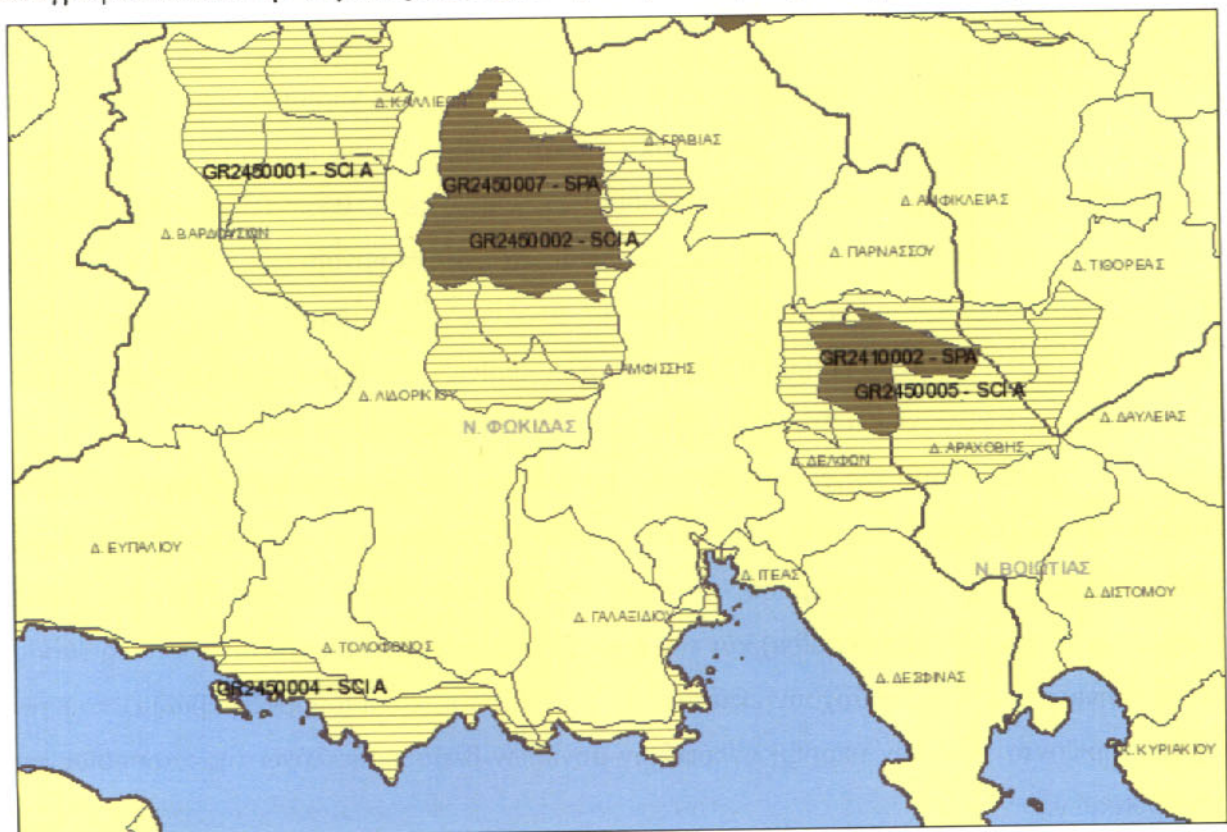 Δ. ΚΑΛΛΙΕΩΝ
Δ. ΓΡΑΒΙΑΣ
GR2450001 - SCI A
GR2450007 - SPA
Δ. ΑΜΦΙΚΛΕΙΑΣ
Δ. ΒΑΡΔΟΥΣΙΩΝ
GR2450002 - SCI A
Δ. ΠΑΡΝΑΣΣΟΥ
Δ. ΤΙΘΟΡΕΑΣ
GR2410002 - SPA
Δ. ΑΜΦΙΣΣΗΣ
GR2450005 - SCI A
Δ. ΛΙΔΟΡΙΚΙΟΥ
Δ. ΔΑΥΛΕΙΑΣ
Ν. ΦΩΚΙΔΑΣ
Δ. ΑΡΑΧΟΒΗΣ
Δ. ΔΕΛΦΩΝ
Δ. ΕΥΠΑΛΙΟΥ
Ν. ΒΟΙΩΤΙΑΣ
Δ. ΙΤΕΑΣ
Δ. ΔΙΣΤΟΜΟΥ
Δ. ΓΑΛΑΞΙΔΙΟΥ
Δ. ΤΟΛΟΦΩΝΟΣ
Δ. ΔΕΣΦΙΝΑΣ
GR2450004 - SCI A
Κ. ΚΥΡΙΑΚΙΟΥ